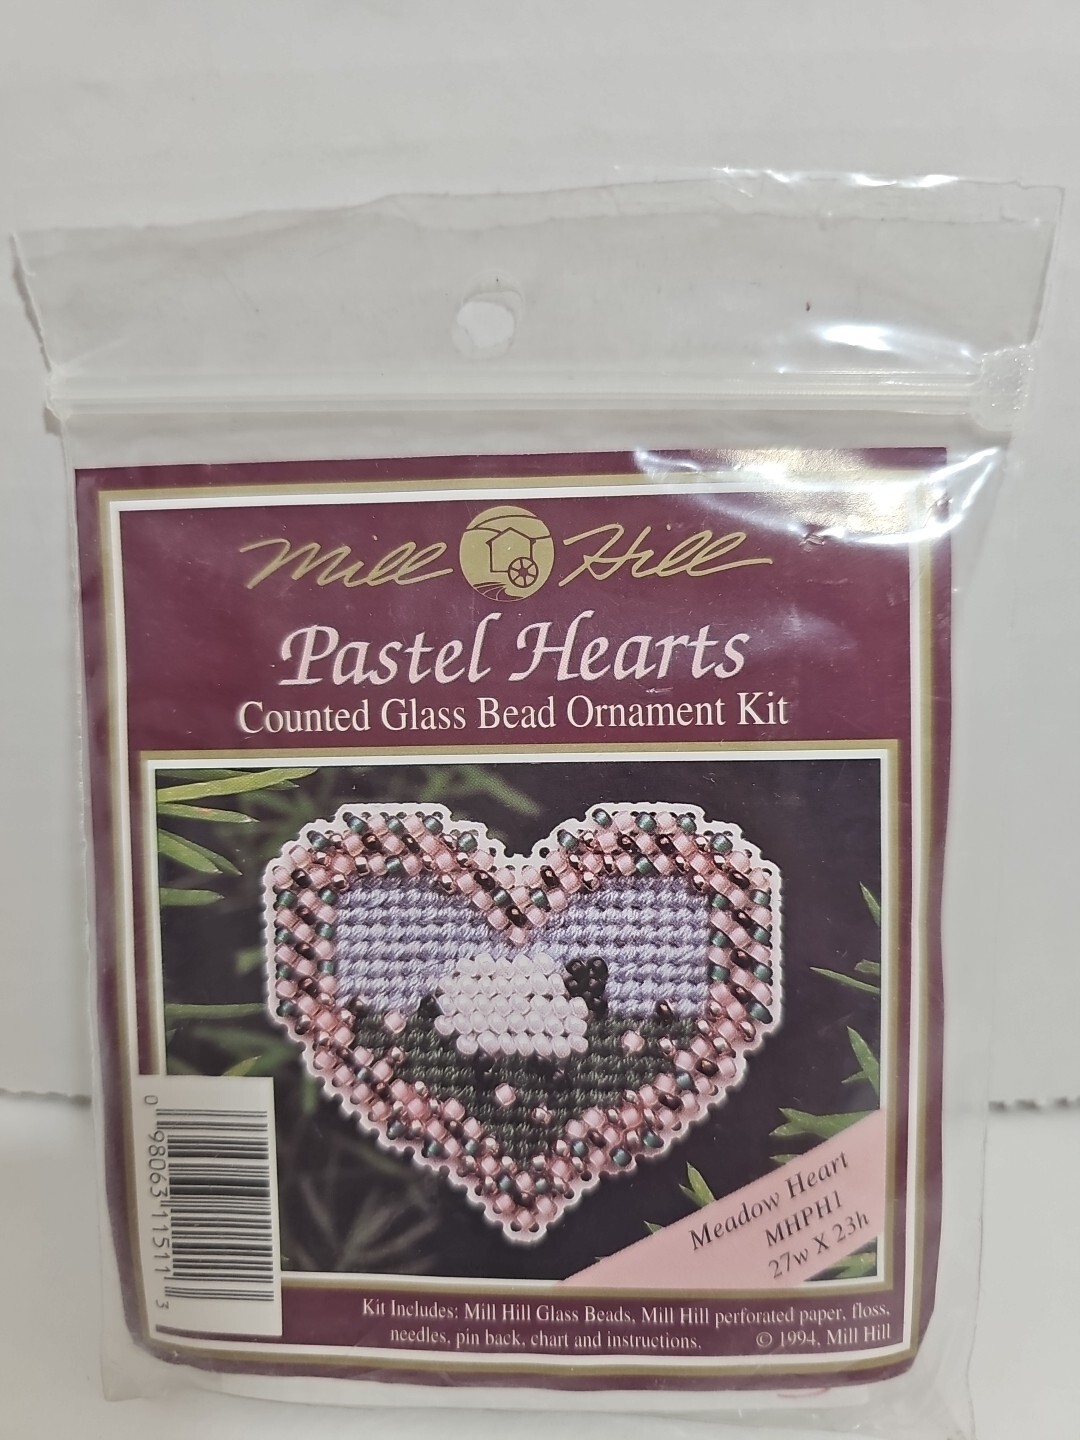 Mill Hill
Pastel Hearts
Counted Glass Bead Ornament Kit
Meadow Heart
MHPH1
27w X 23h
0 98063 11511 3
Kit Includes: Mill Hill Glass Beads, Mill Hill perforated paper, floss,
needles, pin back, chart and instructions. © 1994, Mill Hill